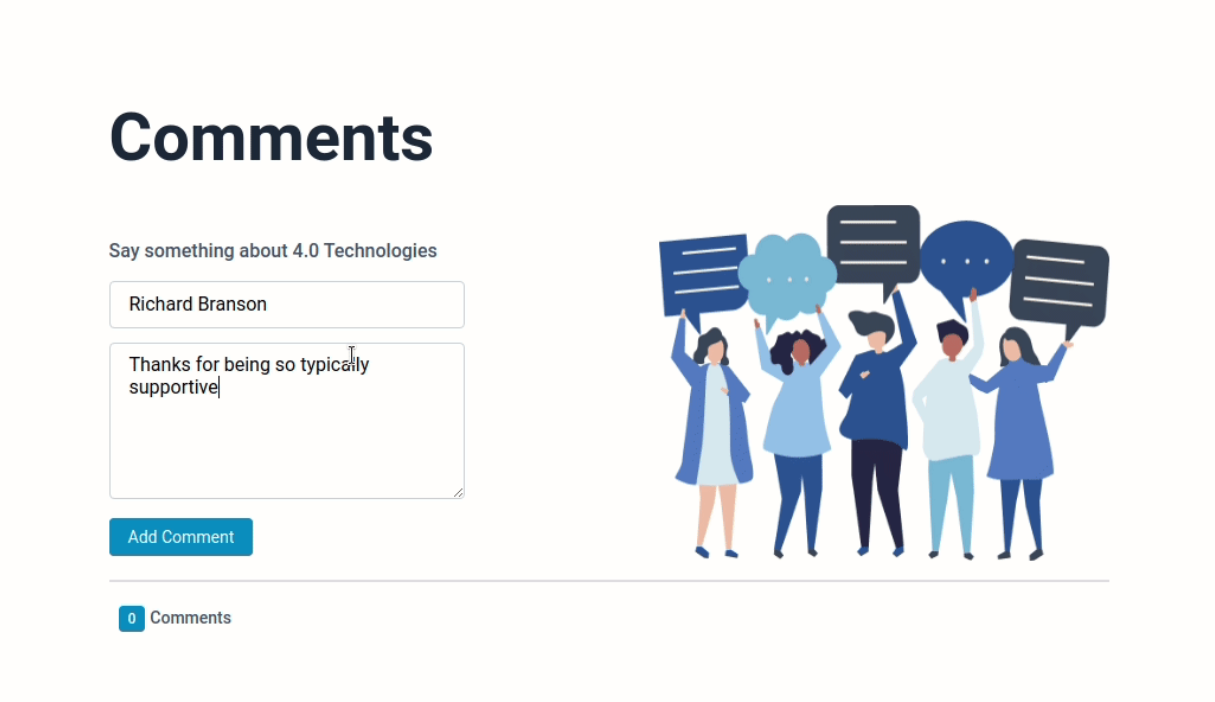 Comments
Say something about 4.0 Technologies
Richard Branson
Thanks for being so typically
supportive
Add Comment
0 Comments